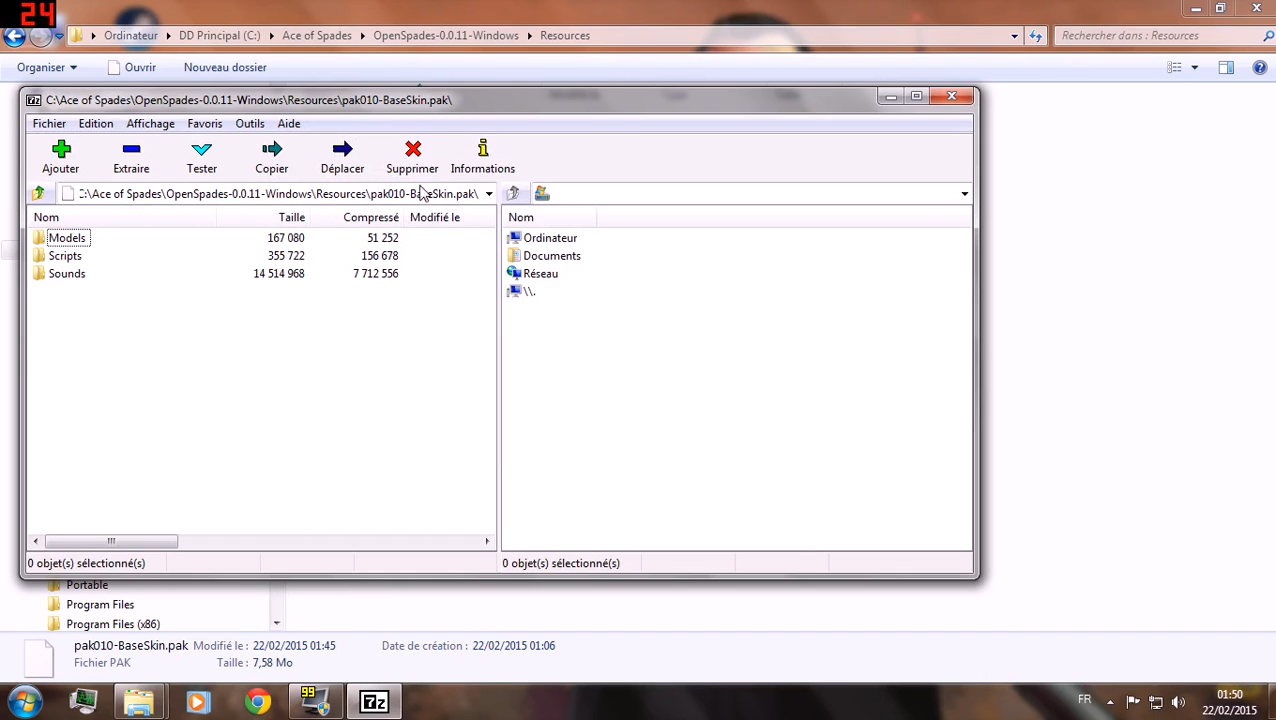 24
Ordinateur ▸ DD Principal (C:) ▸ Ace of Spades ▸ OpenSpades-0.0.11-Windows ▸ Resources
Rechercher dans : Resources
Organiser Ouvrir Nouveau dossier
C:\Ace of Spades\OpenSpades-0.0.11-Windows\Resources\pak010-BaseSkin.pak\
Fichier Edition Affichage Favoris Outils Aide
Ajouter Extraire Tester Copier Déplacer Supprimer Informations
:\Ace of Spades\OpenSpades-0.0.11-Windows\Resources\pak010-BaseSkin.pak\
Nom Taille Compressé Modifié le Nom
Models 167 080 51 252 Ordinateur
Scripts 355 722 156 678 Documents
Sounds 14 514 968 7 712 556 Réseau
\\.
0 objet(s) sélectionné(s) 0 objet(s) sélectionné(s)
Portable
Program Files
Program Files (x86)
pak010-BaseSkin.pak Modifié le : 22/02/2015 01:45 Date de création : 22/02/2015 01:06
Fichier PAK Taille : 7,58 Mo
99
7z
FR
01:50
22/02/2015